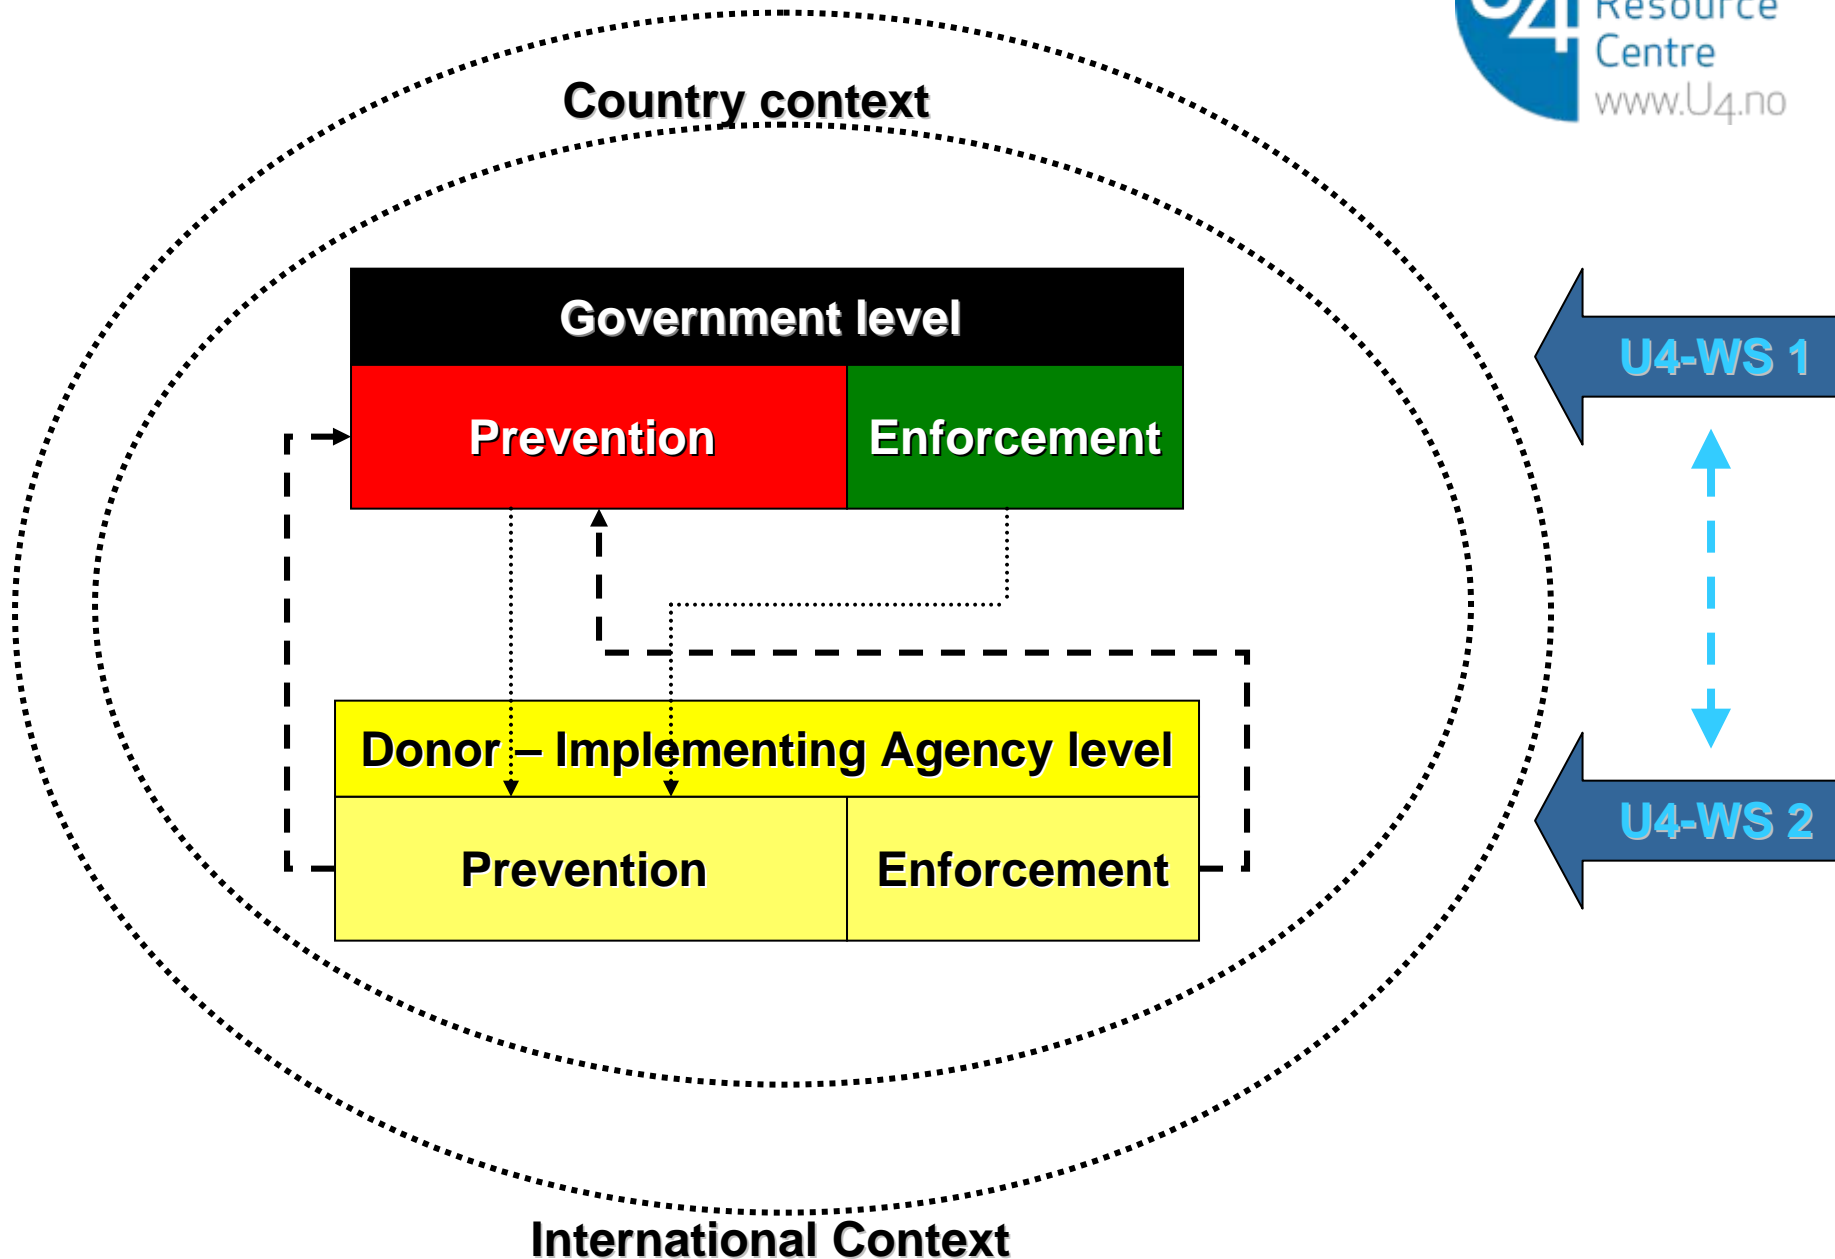 U4 Resource
Centre
www.U4.no
Country context
Government level
Prevention
Enforcement
U4-WS 1
Donor – Implementing Agency level
Prevention
Enforcement
U4-WS 2
International Context